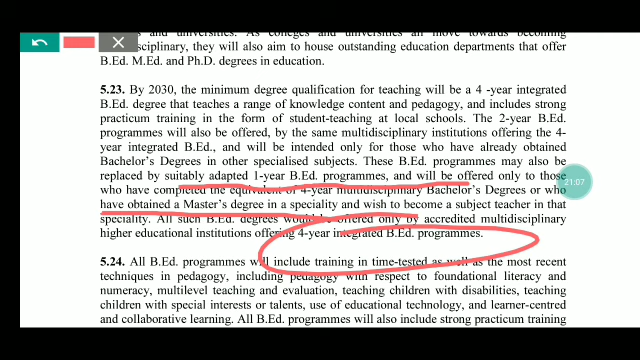 and universities. As colleges and universities all move towards becoming
disciplinary, they will also aim to house outstanding education departments that offer
B.Ed. M.Ed. and Ph.D. degrees in education.
5.23. By 2030, the minimum degree qualification for teaching will be a 4 -year integrated
B.Ed. degree that teaches a range of knowledge content and pedagogy, and includes strong
practicum training in the form of student-teaching at local schools. The 2-year B.Ed.
programmes will also be offered, by the same multidisciplinary institutions offering the 4-
year integrated B.Ed., and will be intended only for those who have already obtained
Bachelor's Degrees in other specialised subjects. These B.Ed. programmes may also be
replaced by suitably adapted 1-year B.Ed. programmes, and will be offered only to those
who have completed the equivalent of 4-year multidisciplinary Bachelor's Degrees or who
have obtained a Master's degree in a speciality and wish to become a subject teacher in that
speciality. All such B.Ed. degrees would be offered only by accredited multidisciplinary
higher educational institutions offering 4-year integrated B.Ed. programmes.
21:07
5.24. All B.Ed. programmes will include training in time-tested as well as the most recent
techniques in pedagogy, including pedagogy with respect to foundational literacy and
numeracy, multilevel teaching and evaluation, teaching children with disabilities, teaching
children with special interests or talents, use of educational technology, and learner-centred
and collaborative learning. All B.Ed. programmes will also include strong practicum training